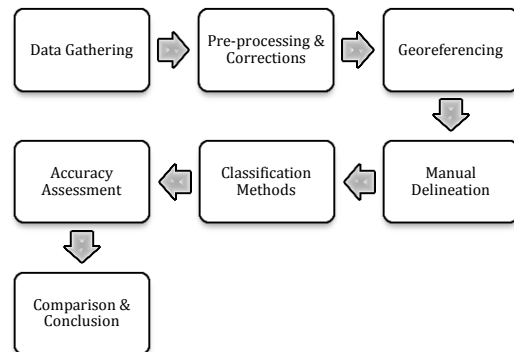 Data Gathering
Pre-processing &
Corrections
Georeferencing
Manual
Delineation
Classification
Methods
Accuracy
Assessment
Comparison &
Conclusion